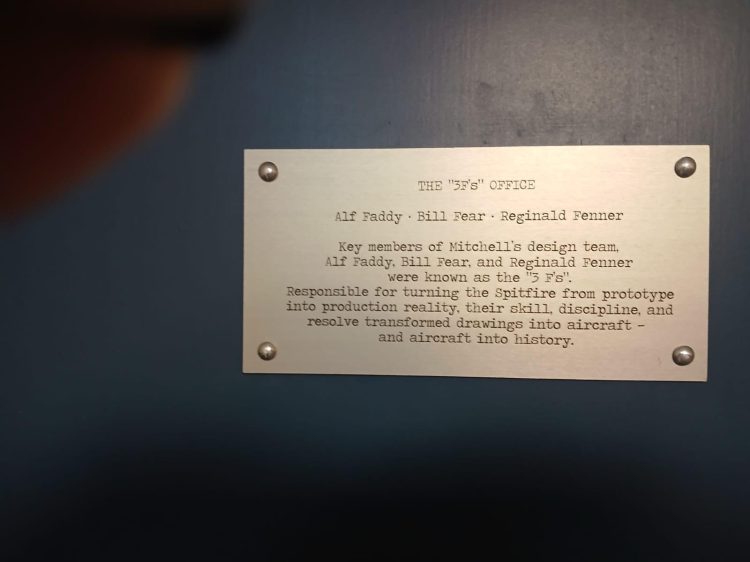 THE "3F's" OFFICE
Alf Faddy · Bill Fear · Reginald Fenner
Key members of Mitchell's design team,
Alf Faddy, Bill Fear, and Reginald Fenner
were known as the "3 F's".
Responsible for turning the Spitfire from prototype
into production reality, their skill, discipline, and
resolve transformed drawings into aircraft -
and aircraft into history.